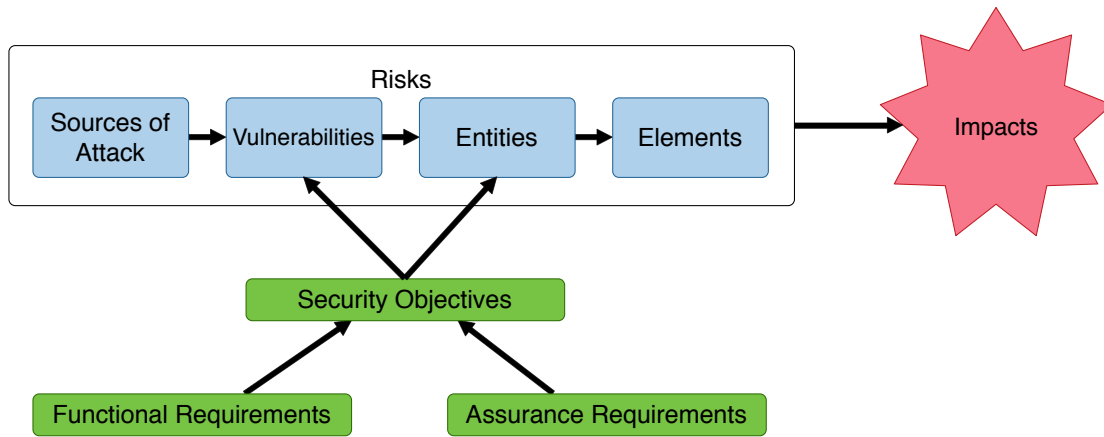 Risks
Sources of
Attack
Vulnerabilities
Entities
Elements
Impacts
Security Objectives
Functional Requirements
Assurance Requirements